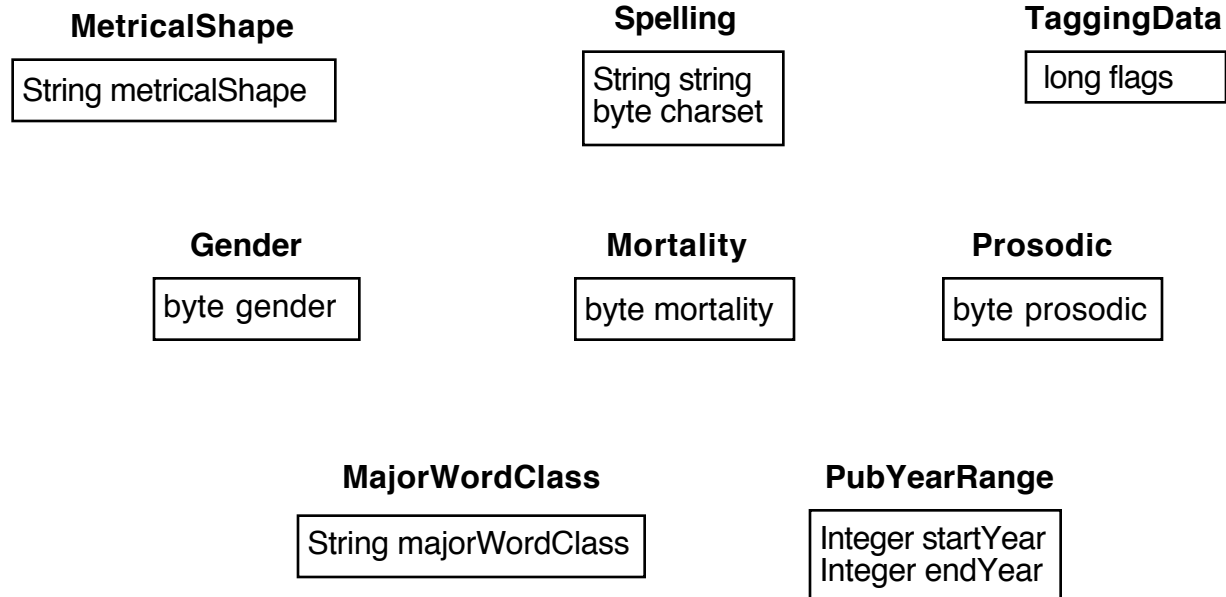 MetricalShape
String metricalShape
Spelling
String string
byte charset
TaggingData
long flags
Gender
byte gender
Mortality
byte mortality
Prosodic
byte prosodic
MajorWordClass
String majorWordClass
PubYearRange
Integer startYear
Integer endYear